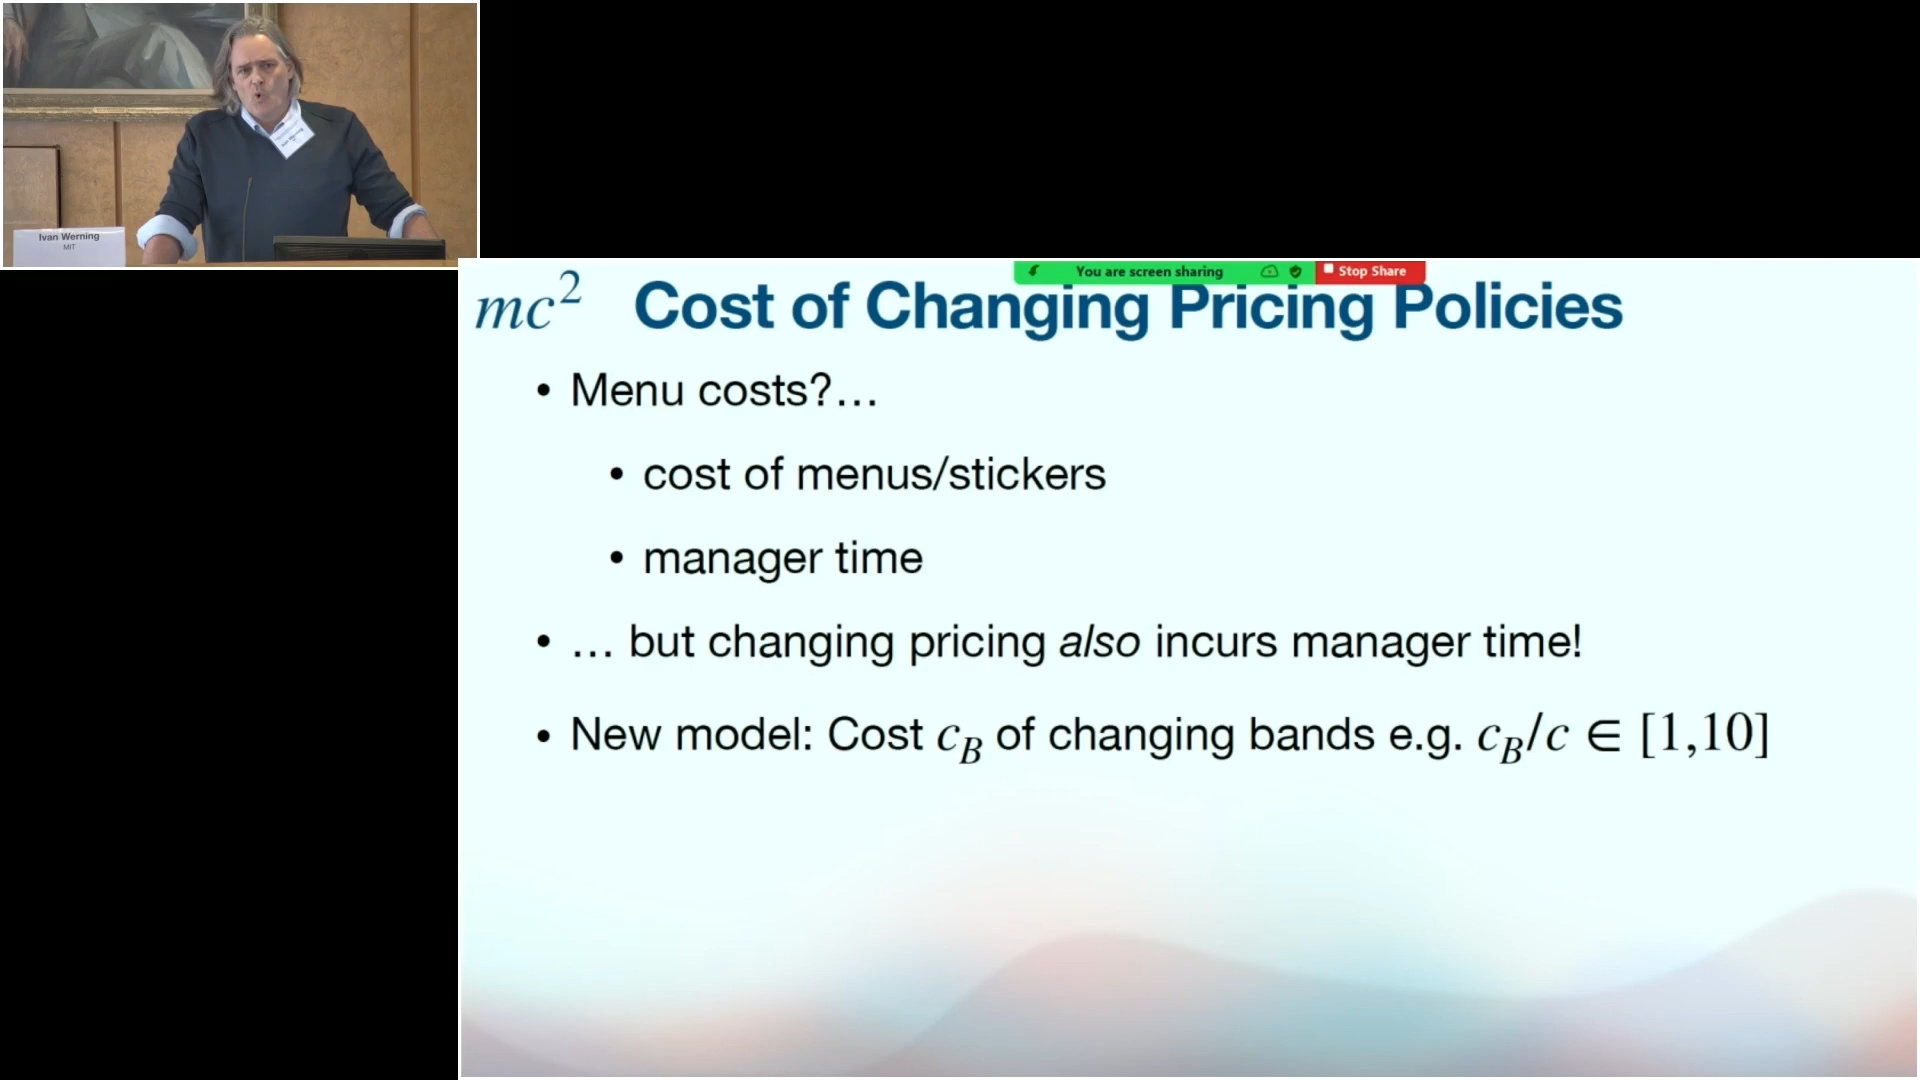 Ivan Werning
MIT
You are screen sharing
Stop Share
mc² Cost of Changing Pricing Policies
• Menu costs?…
• cost of menus/stickers
• manager time
• … but changing pricing also incurs manager time!
• New model: Cost c_B of changing bands e.g. c_B/c ∈ [1,10]